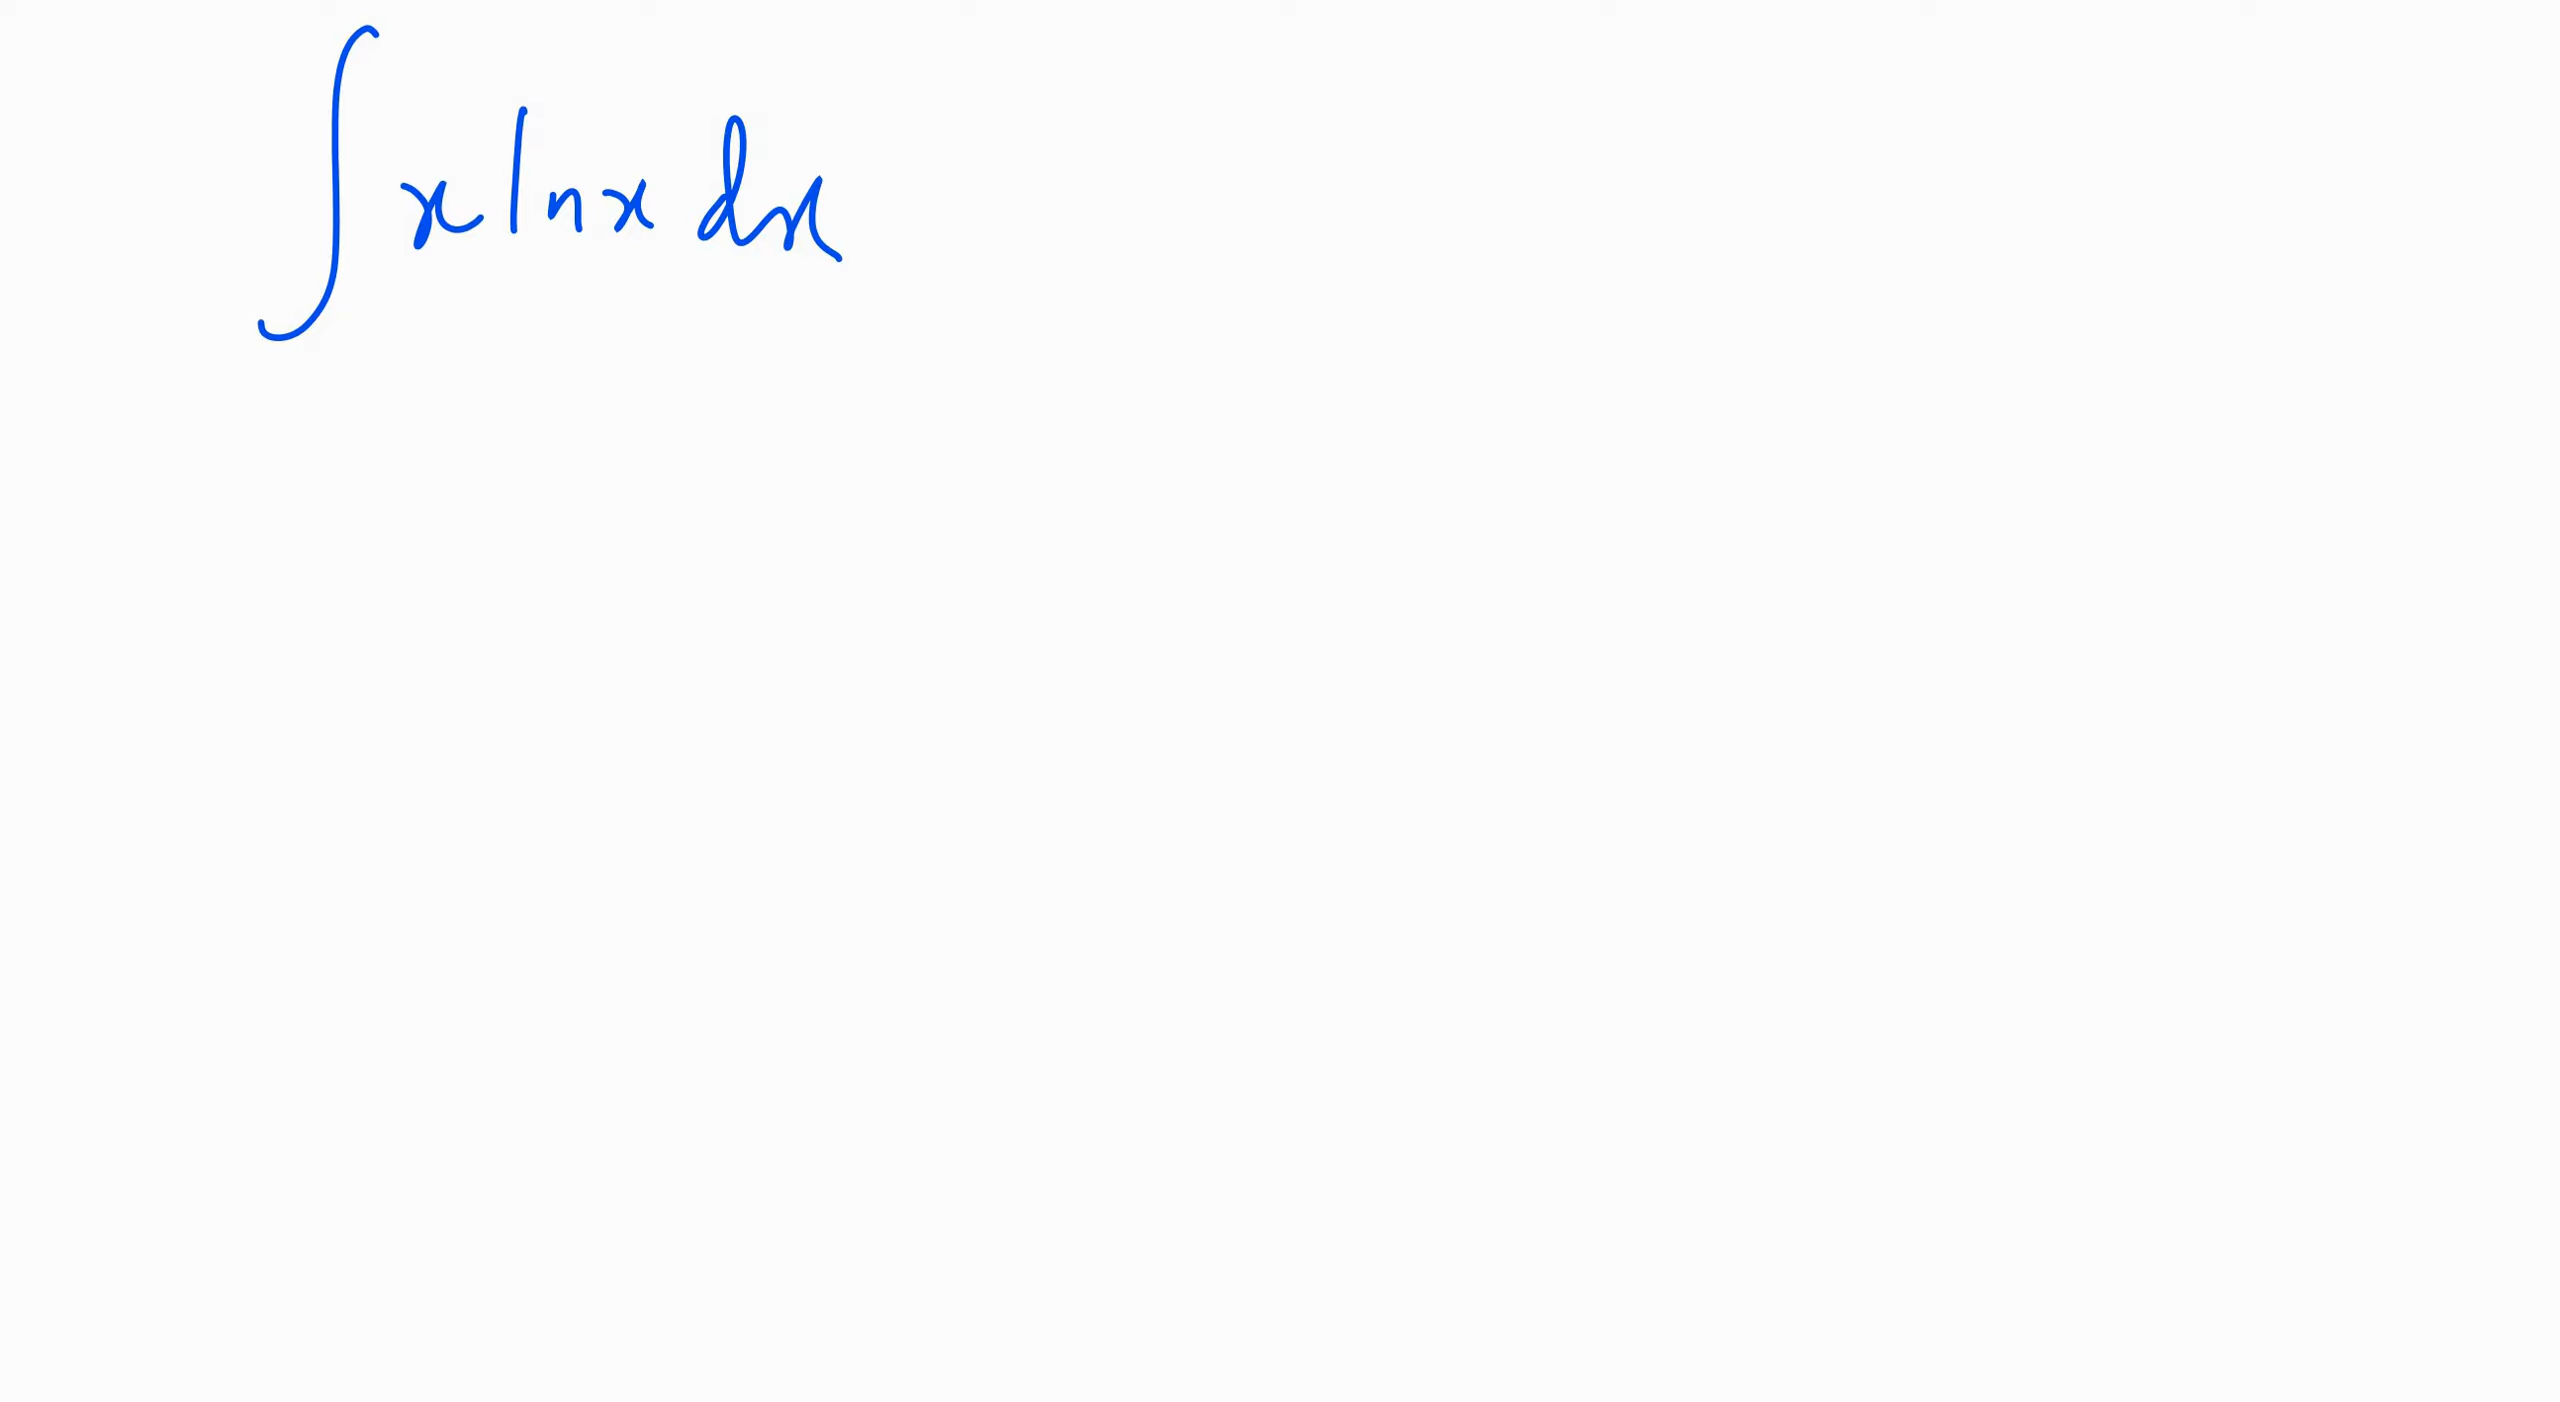 ∫ x ln x dx